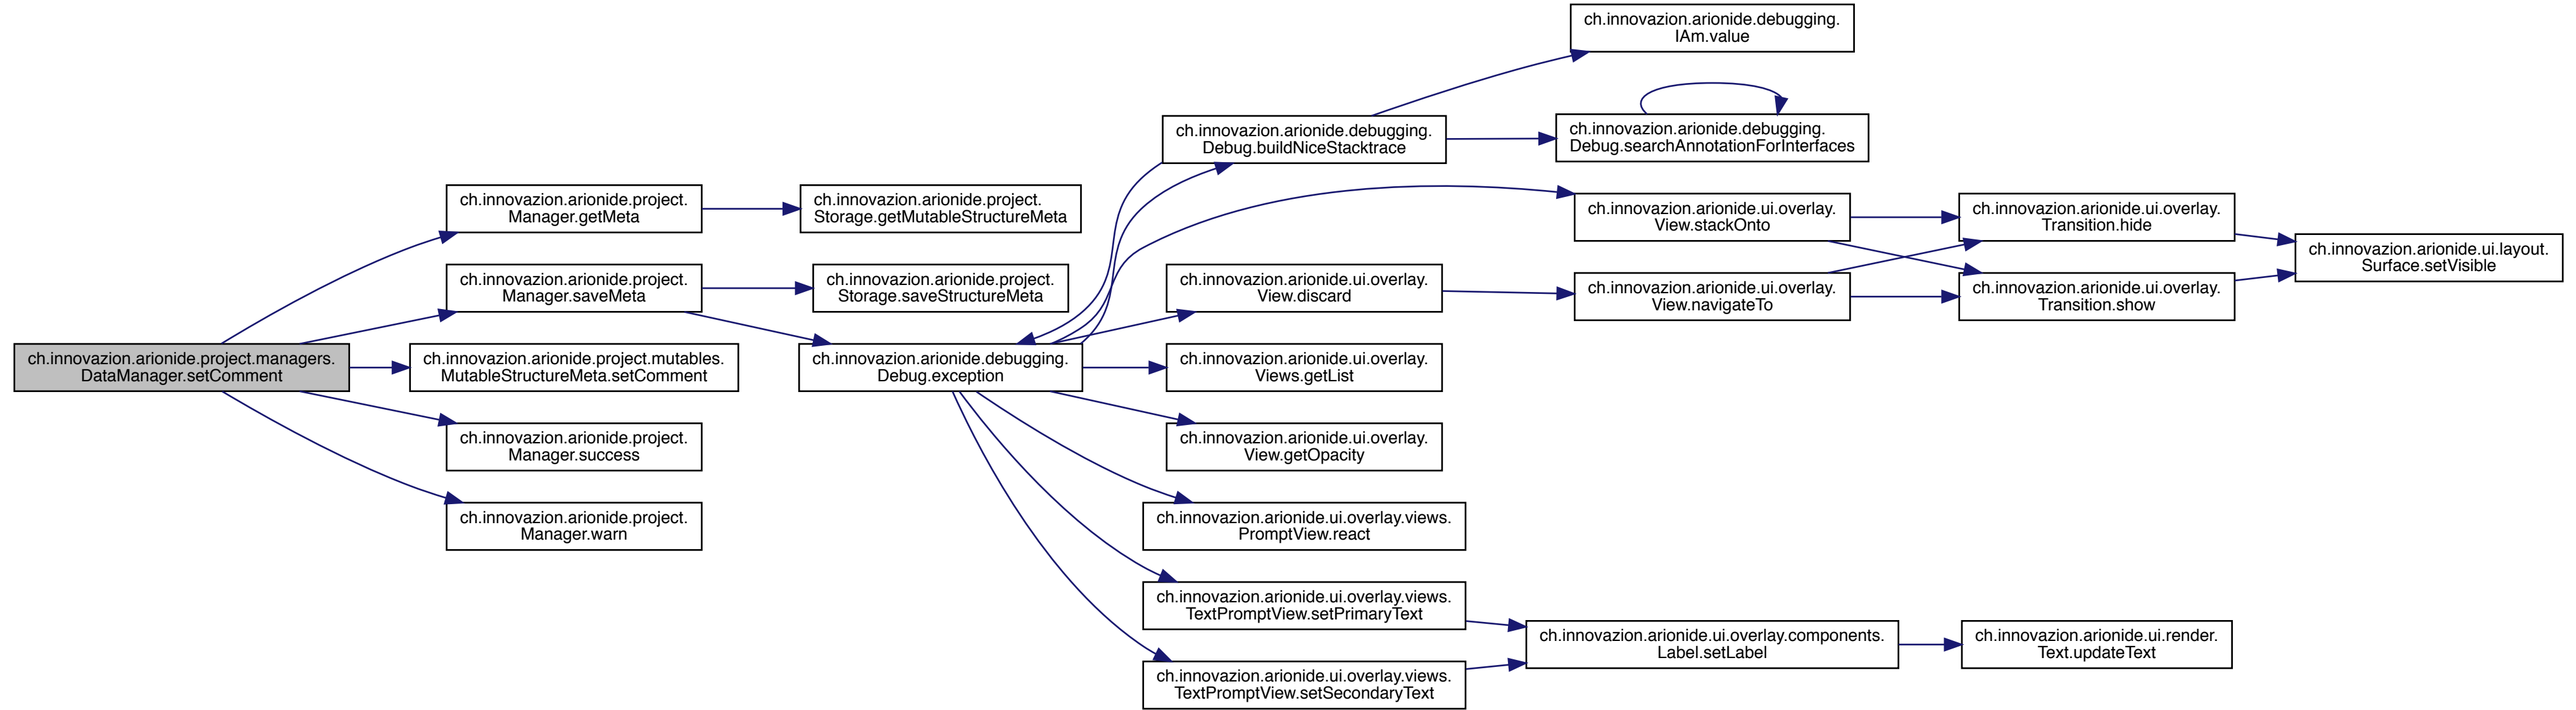 ch.innovazion.arionide.debugging.
IAm.value
ch.innovazion.arionide.debugging.
Debug.buildNiceStacktrace
ch.innovazion.arionide.debugging.
Debug.searchAnnotationForInterfaces
ch.innovazion.arionide.project.
Manager.getMeta
ch.innovazion.arionide.project.
Storage.getMutableStructureMeta
ch.innovazion.arionide.ui.overlay.
View.stackOnto
ch.innovazion.arionide.ui.overlay.
Transition.hide
ch.innovazion.arionide.ui.layout.
Surface.setVisible
ch.innovazion.arionide.project.
Manager.saveMeta
ch.innovazion.arionide.project.
Storage.saveStructureMeta
ch.innovazion.arionide.ui.overlay.
View.discard
ch.innovazion.arionide.ui.overlay.
View.navigateTo
ch.innovazion.arionide.ui.overlay.
Transition.show
ch.innovazion.arionide.project.managers.
DataManager.setComment
ch.innovazion.arionide.project.mutables.
MutableStructureMeta.setComment
ch.innovazion.arionide.debugging.
Debug.exception
ch.innovazion.arionide.ui.overlay.
Views.getList
ch.innovazion.arionide.project.
Manager.success
ch.innovazion.arionide.ui.overlay.
View.getOpacity
ch.innovazion.arionide.project.
Manager.warn
ch.innovazion.arionide.ui.overlay.views.
PromptView.react
ch.innovazion.arionide.ui.overlay.views.
TextPromptView.setPrimaryText
ch.innovazion.arionide.ui.overlay.components.
Label.setLabel
ch.innovazion.arionide.ui.render.
Text.updateText
ch.innovazion.arionide.ui.overlay.views.
TextPromptView.setSecondaryText